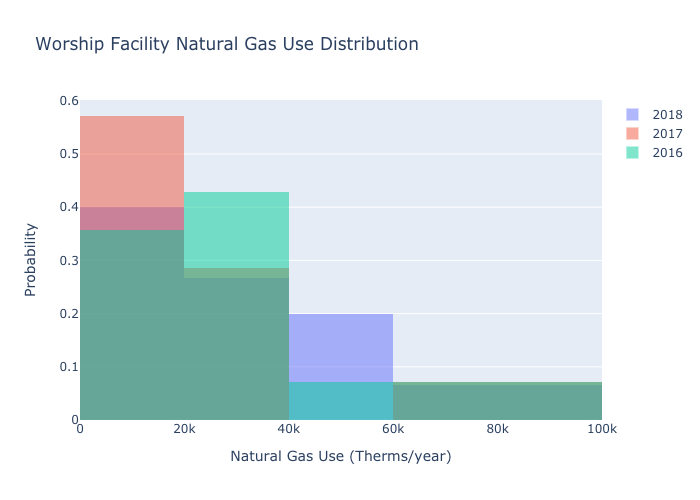 Worship Facility Natural Gas Use Distribution
0.6
0.5
0.4
0.3
0.2
0.1
0
Probability
0
20k
40k
60k
80k
100k
Natural Gas Use (Therms/year)
2018
2017
2016